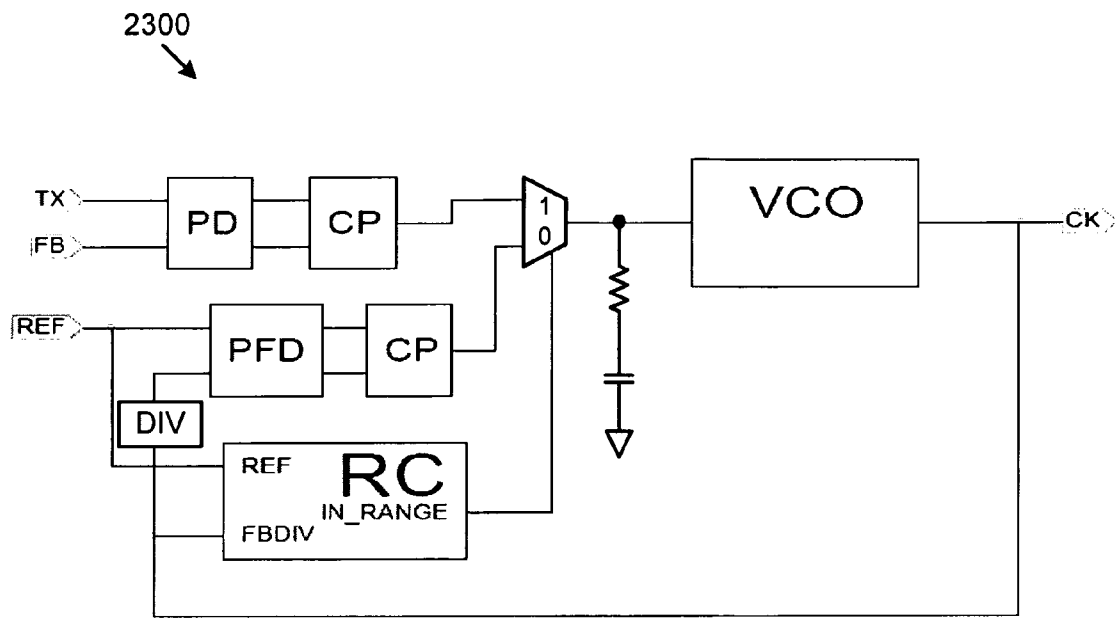 2300
TX
FB
PD
CP
1
0
VCO
CK
REF
PFD
CP
DIV
REF
RC
IN_RANGE
FBDIV